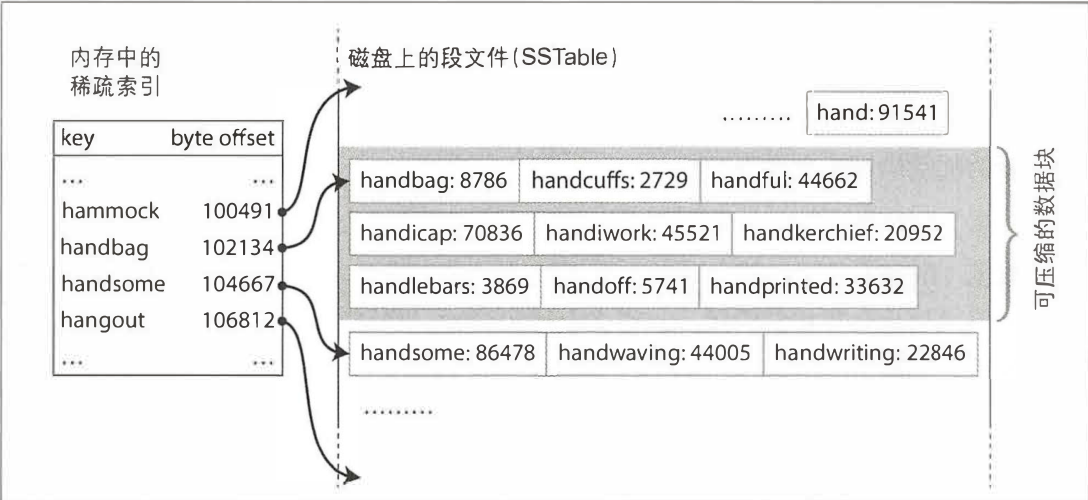 内存中的
稀疏索引
key byte offset
... ...
hammock 100491
handbag 102134
handsome 104667
hangout 106812
... ...
磁盘上的段文件(SSTable)
......... hand: 91541
handbag: 8786 handcuffs: 2729 handful: 44662
handicap: 70836 handiwork: 45521 handkerchief: 20952
handlebars: 3869 handoff: 5741 handprinted: 33632
handsome: 86478 handwaving: 44005 handwriting: 22846
.........
可压缩的数据块